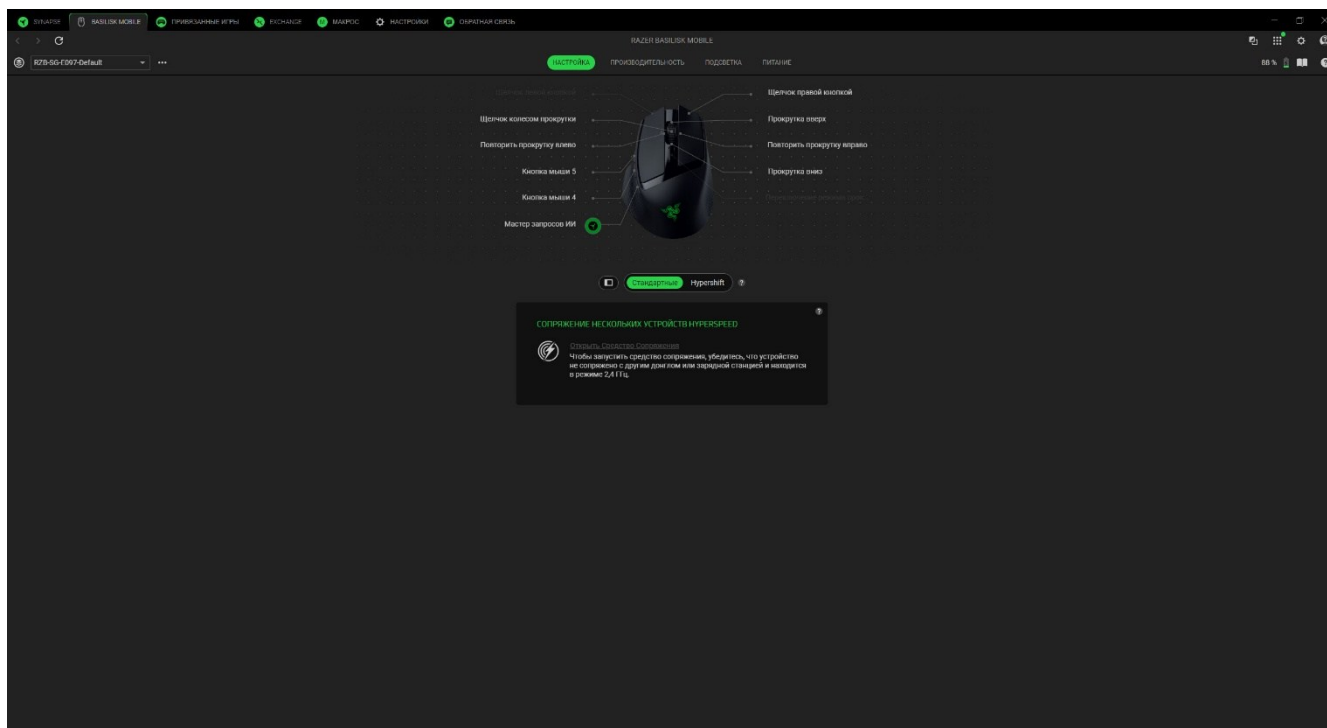 SYNAPSE BASILISK MOBILE ПРИВЯЗАННЫЕ ИГРЫ EXCHANGE МАКРОС НАСТРОЙКИ ОБРАТНАЯ СВЯЗЬ
RAZER BASILISK MOBILE
RZB-SG-E097-Default
НАСТРОЙКА ПРОИЗВОДИТЕЛЬНОСТЬ ПОДСВЕТКА ПИТАНИЕ
88 %
Щелчок правой кнопкой
Щелчок колесом прокрутки
Прокрутка вверх
Повторить прокрутку влево
Повторить прокрутку вправо
Кнопка мыши 5
Прокрутка вниз
Кнопка мыши 4
Мастер запросов ИИ
Стандартные Hypershift ?
СОПРЯЖЕНИЕ НЕСКОЛЬКИХ УСТРОЙСТВ HYPERSPEED
Открыть Средство Сопряжения
Чтобы запустить средство сопряжения, убедитесь, что устройство
не сопряжено с другим донглом или зарядной станцией и находится
в режиме 2,4 ГГц.